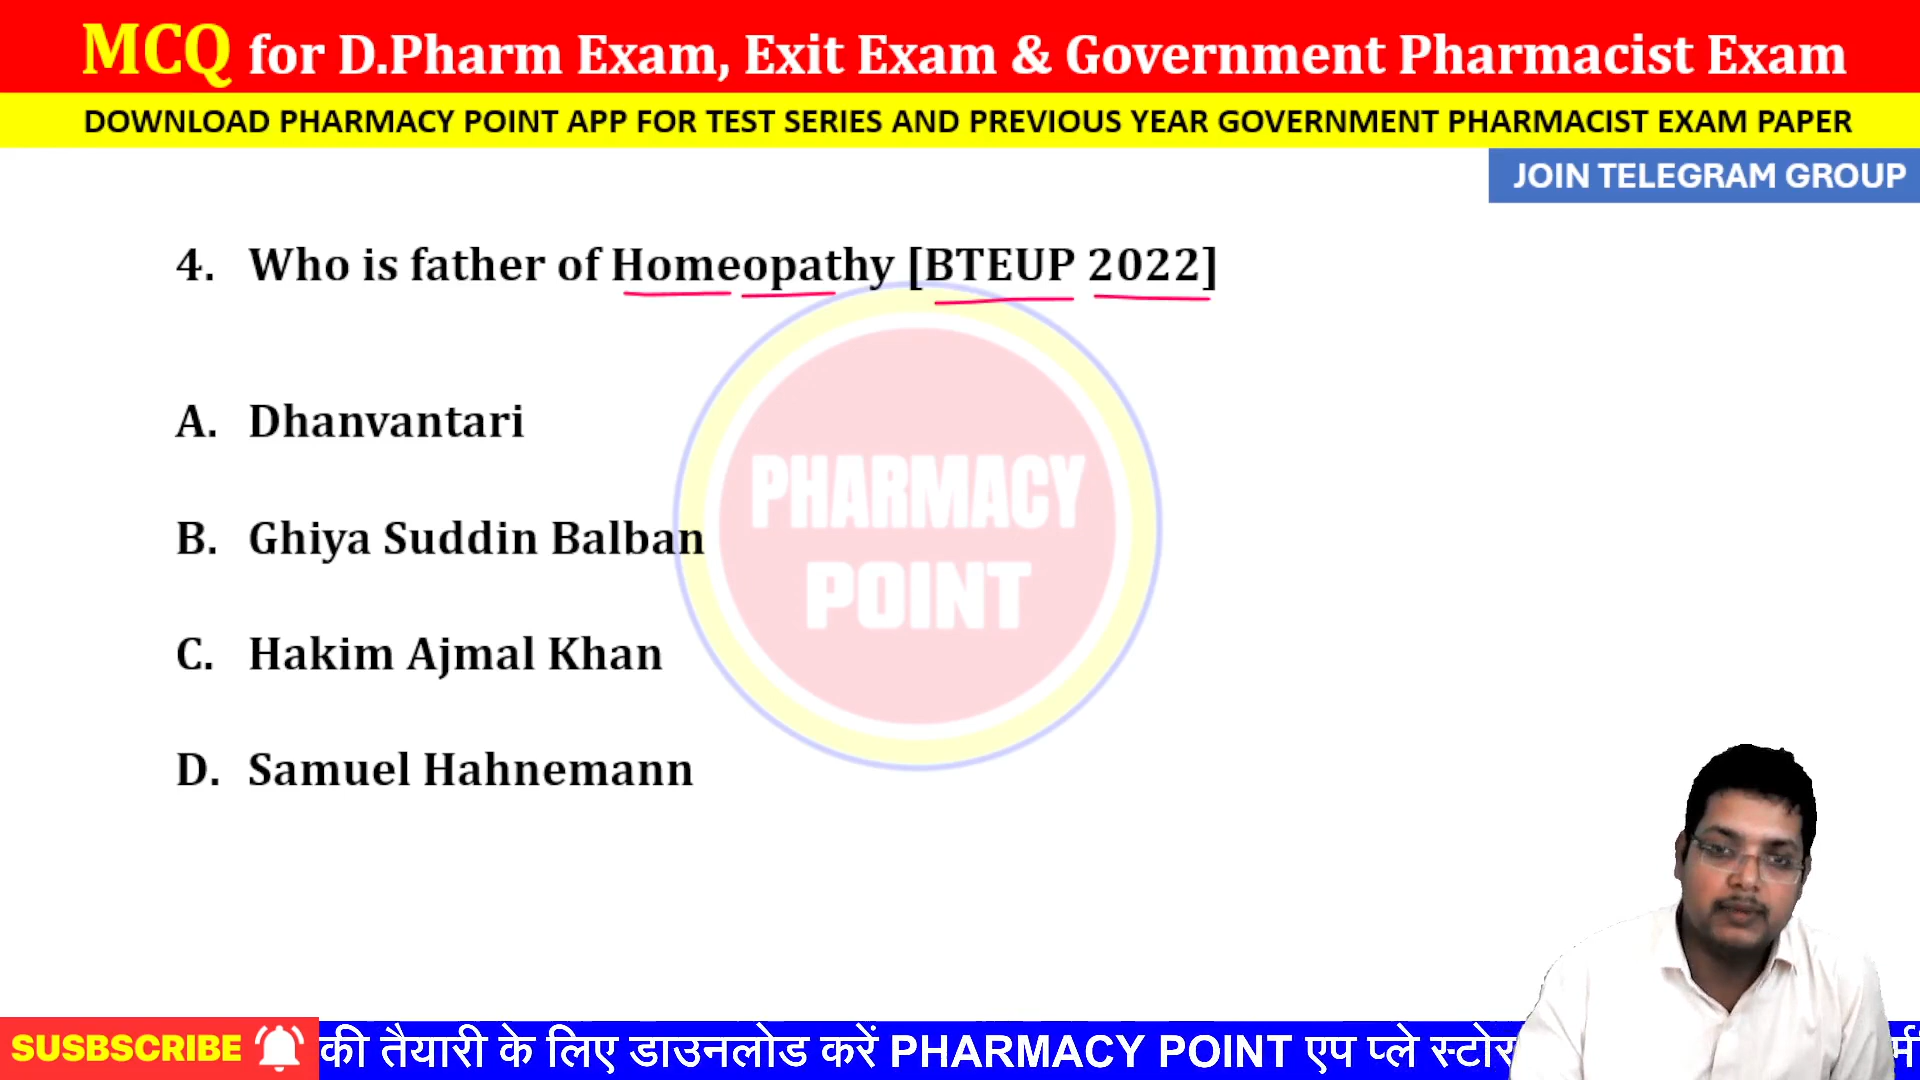 MCQ for D.Pharm Exam, Exit Exam & Government Pharmacist Exam
DOWNLOAD PHARMACY POINT APP FOR TEST SERIES AND PREVIOUS YEAR GOVERNMENT PHARMACIST EXAM PAPER
JOIN TELEGRAM GROUP
4. Who is father of Homeopathy [BTEUP 2022]
A. Dhanvantari
B. Ghiya Suddin Balban
C. Hakim Ajmal Khan
D. Samuel Hahnemann
PHARMACY
POINT
SUSBSCRIBE
की तैयारी के लिए डाउनलोड करें PHARMACY POINT एप प्ले स्टोर